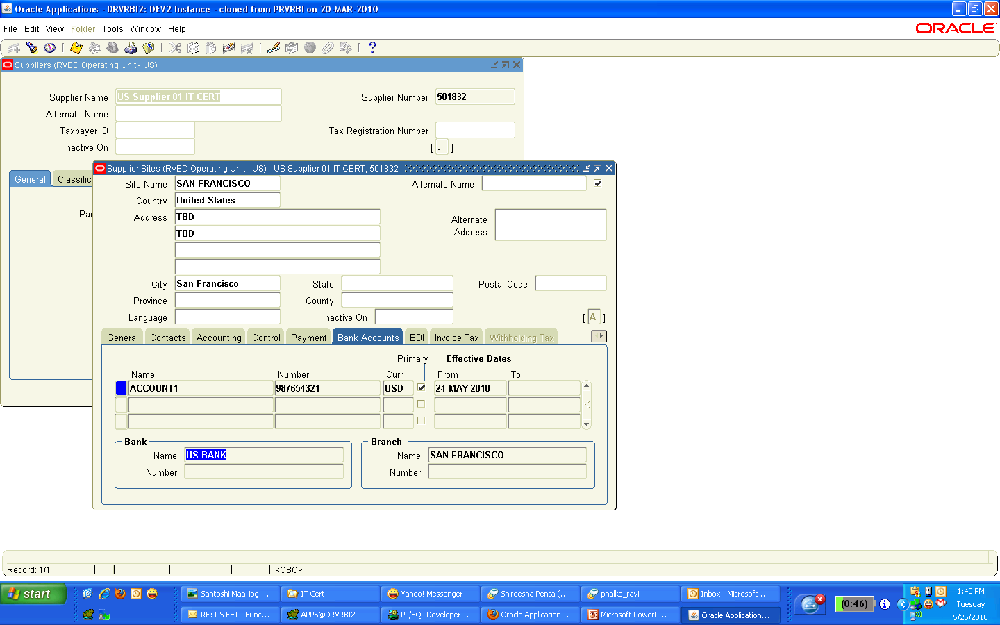 Oracle Applications - DRVRBI2: DEV2 Instance - cloned from PRVRBI on 20-MAR-2010
File Edit View Folder Tools Window Help
ORACLE
Suppliers (RVBD Operating Unit - US)
Supplier Name US Supplier 01 IT CERT Supplier Number 501832
Alternate Name
Taxpayer ID Tax Registration Number
Inactive On [ . ]
General Classific
Par
Supplier Sites (RVBD Operating Unit - US) - US Supplier 01 IT CERT, 501832
Site Name SAN FRANCISCO Alternate Name
Country United States
Address TBD Alternate Address
TBD
City San Francisco State Postal Code
Province County
Language Inactive On [ A ]
General Contacts Accounting Control Payment Bank Accounts EDI Invoice Tax Withholding Tax
Primary Effective Dates
Name Number Curr From To
ACCOUNT1 987654321 USD 24-MAY-2010
Bank Branch
Name US BANK Name SAN FRANCISCO
Number Number
Record: 1/1 ... <OSC>
start Santoshi Maa.jpg ... IT Cert Yahoo! Messenger Shireesha Penta (... phalke_ravi Inbox - Microsoft ... 1:40 PM
(0:46) Tuesday
RE: US EFT - Func... APPS@DRVRBI2 PL/SQL Developer... Oracle Application... Microsoft PowerP... Oracle Application... 5/25/2010